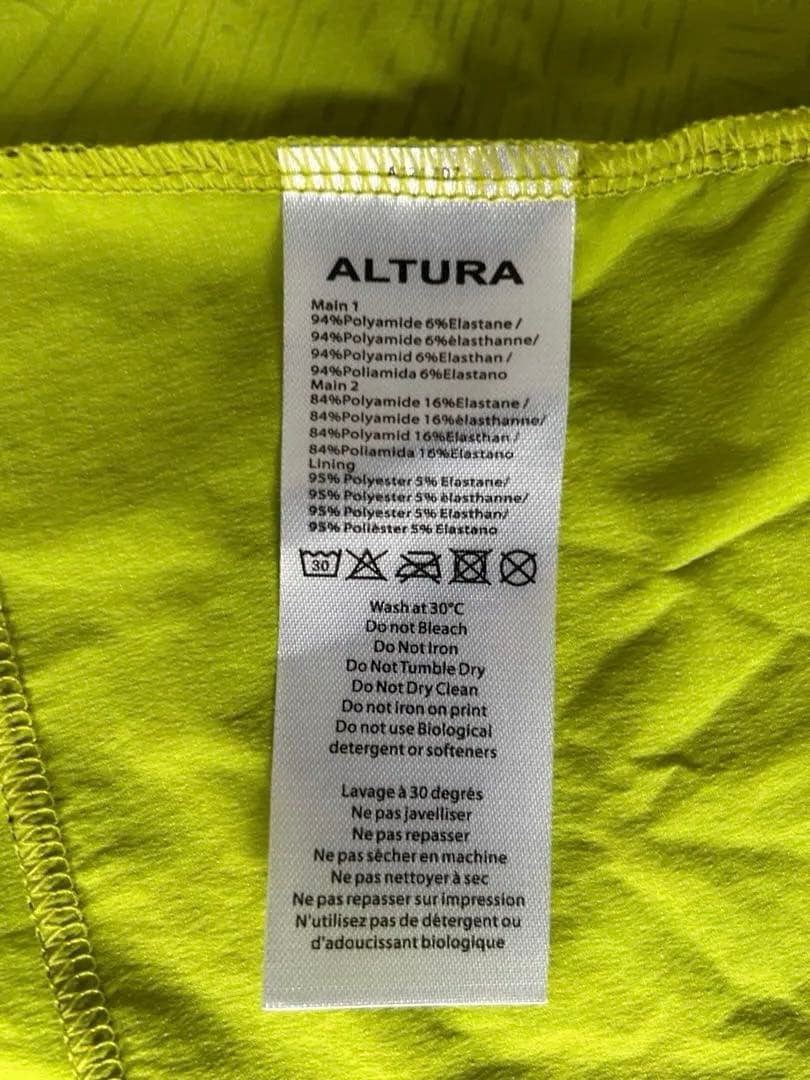 ALTURA
Main 1
94%Polyamide 6%Elastane/
94%Polyamide 6%élasthanne/
94%Polyamid 6%Elasthan /
94%Poliamida 6%Elastano
Main 2
84%Polyamide 16%Elastane /
84%Polyamide 16%élasthanne/
84%Polyamid 16%Elasthan /
84%Poliamida 16%Elastano
Lining
95% Polyester 5% Elastane/
95% Polyester 5% élasthanne/
95% Polyester 5% Elasthan/
95% Poliéster 5% Elastano
30
Wash at 30°C
Do not Bleach
Do Not Iron
Do Not Tumble Dry
Do Not Dry Clean
Do not iron on print
Do not use Biological
detergent or softeners
Lavage à 30 degrés
Ne pas javelliser
Ne pas repasser
Ne pas sécher en machine
Ne pas nettoyer à sec
Ne pas repasser sur impression
N'utilisez pas de détergent ou
d'adoucissant biologique